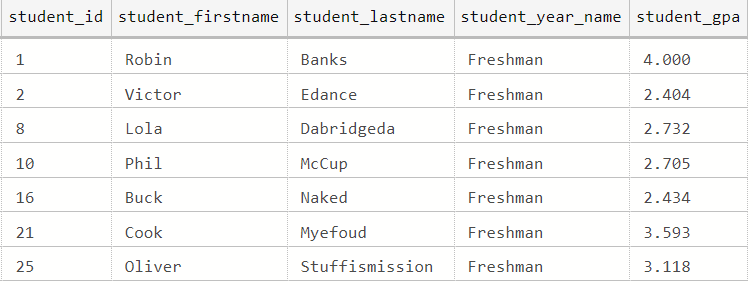 student_id student_firstname student_lastname student_year_name student_gpa
1 Robin Banks Freshman 4.000
2 Victor Edance Freshman 2.404
8 Lola Dabridgeda Freshman 2.732
10 Phil McCup Freshman 2.705
16 Buck Naked Freshman 2.434
21 Cook Myefoud Freshman 3.593
25 Oliver Stuffismission Freshman 3.118